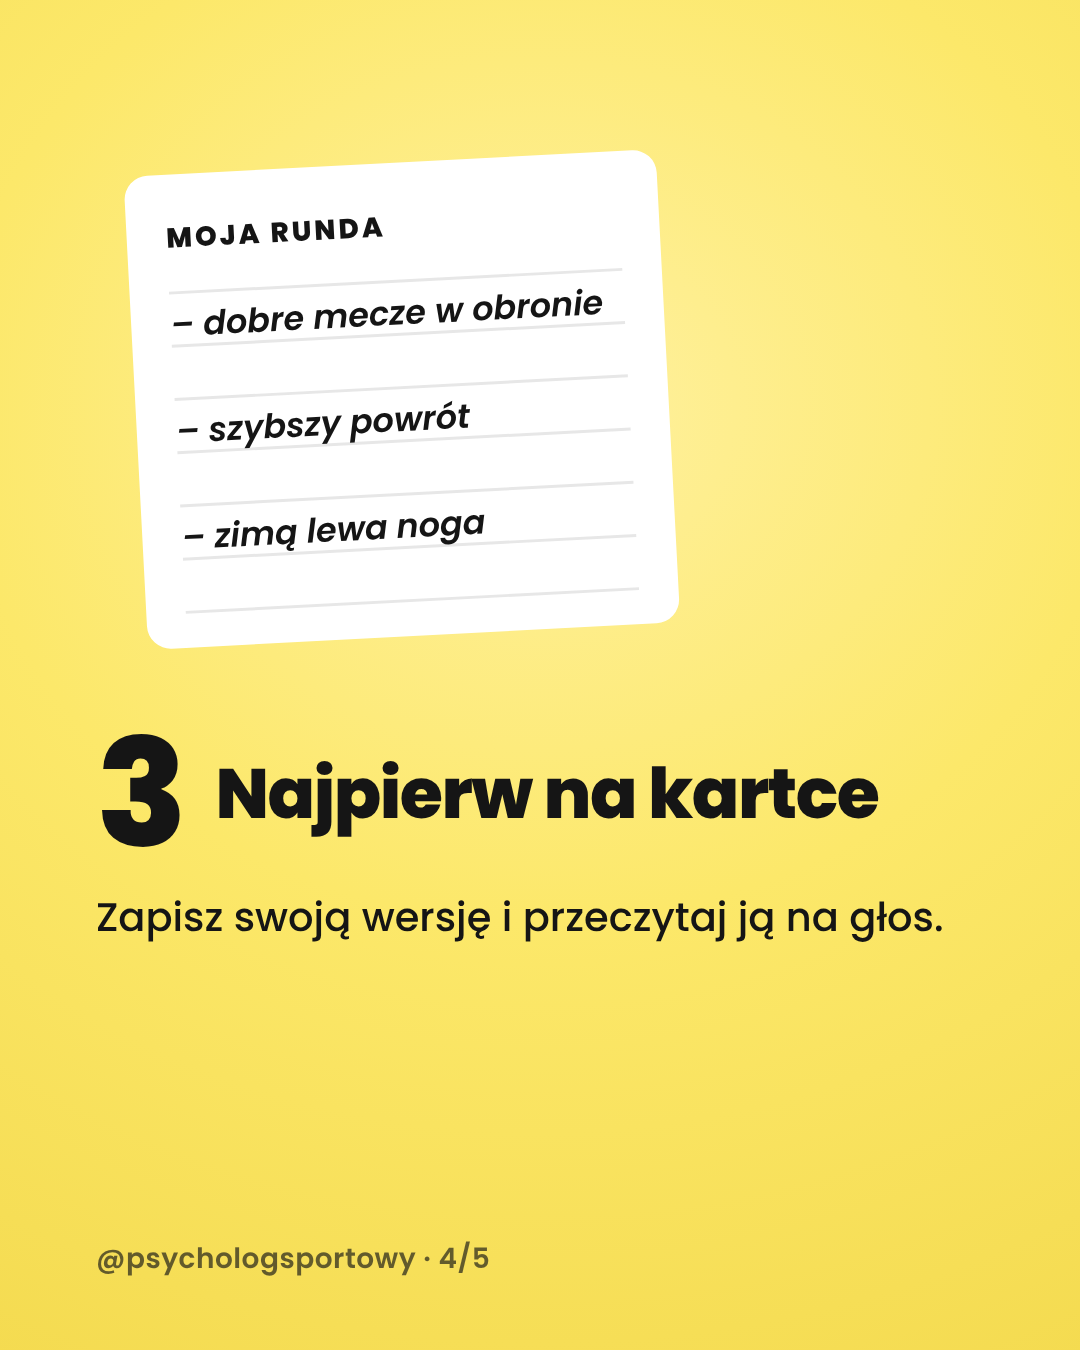 MOJA RUNDA
– dobre mecze w obronie
– szybszy powrót
– zimą lewa noga
3 Najpierw na kartce
Zapisz swoją wersję i przeczytaj ją na głos.
@psychologsportowy · 4/5